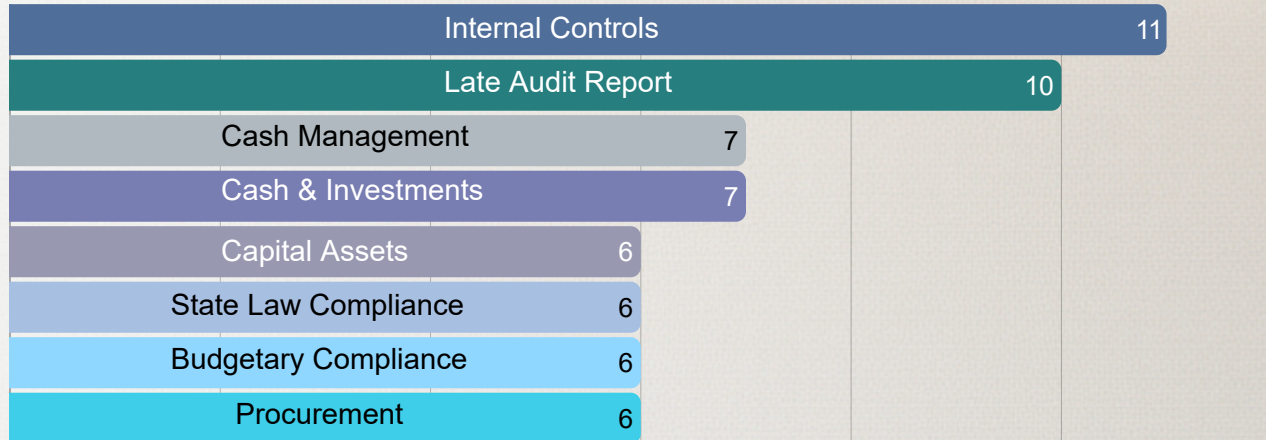 Internal Controls 11
Late Audit Report 10
Cash Management 7
Cash & Investments 7
Capital Assets 6
State Law Compliance 6
Budgetary Compliance 6
Procurement 6